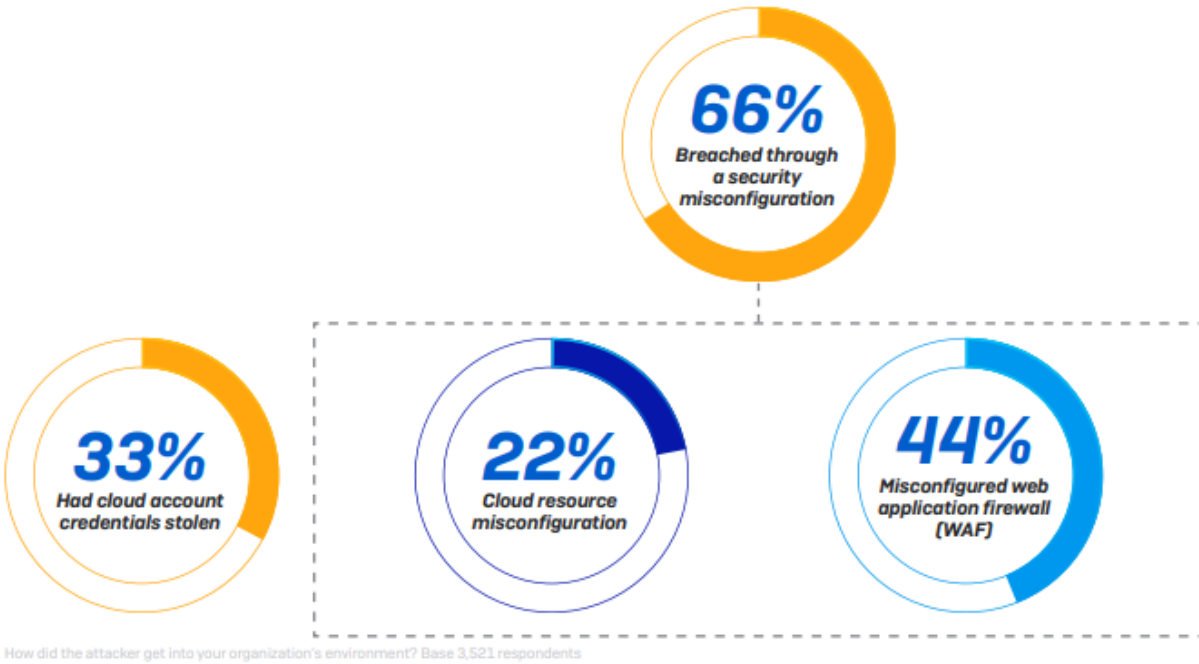 66%
Breached through
a security
misconfiguration
33%
Had cloud account
credentials stolen
22%
Cloud resource
misconfiguration
44%
Misconfigured web
application firewall
(WAF)
How did the attacker get into your organization's environment? Base 3,521 respondents